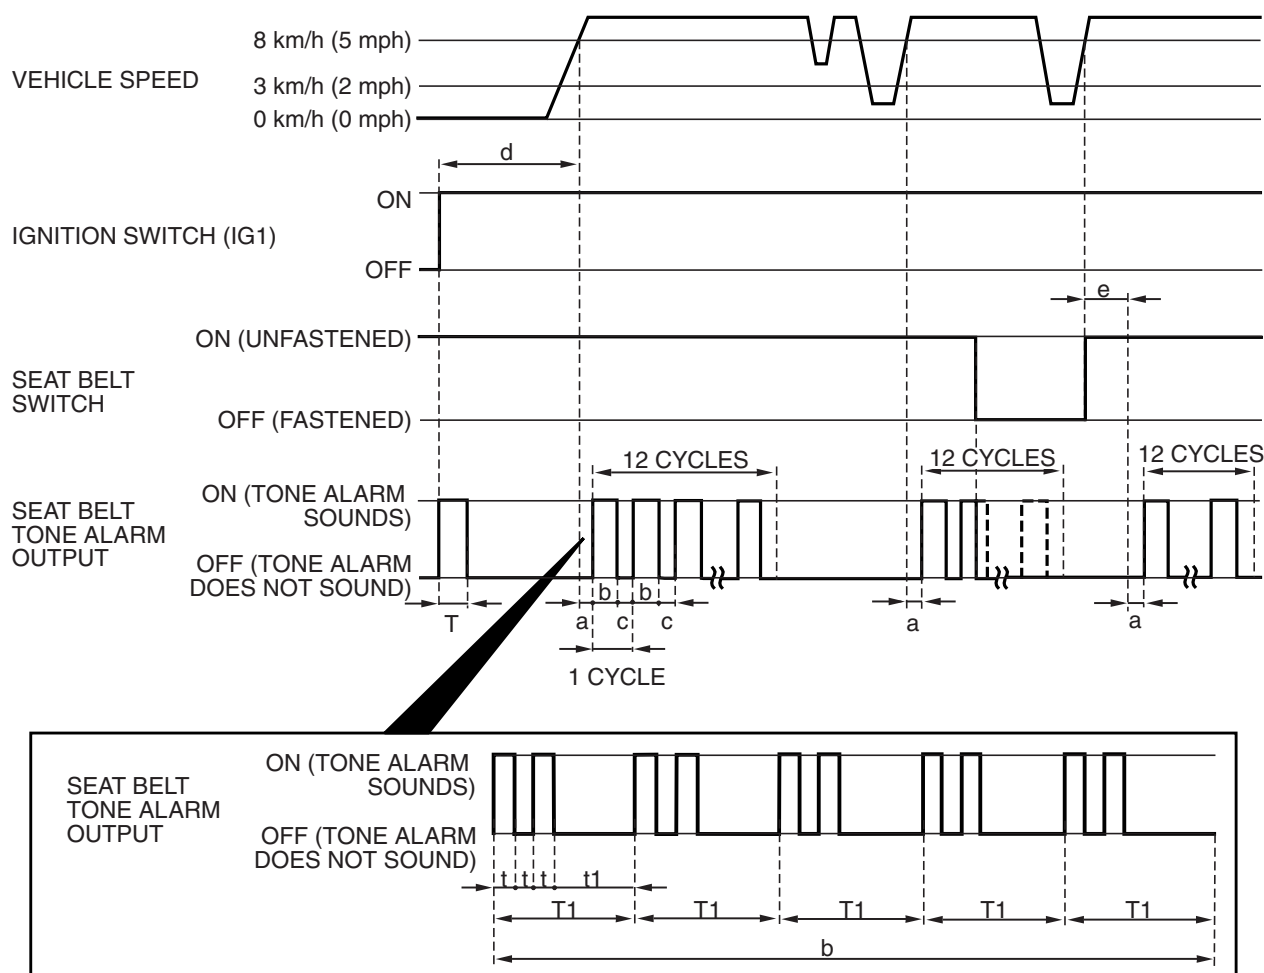 8 km/h (5 mph)
VEHICLE SPEED
3 km/h (2 mph)
0 km/h (0 mph)
d
ON
IGNITION SWITCH (IG1)
OFF
e
ON (UNFASTENED)
SEAT BELT
SWITCH
OFF (FASTENED)
12 CYCLES
12 CYCLES
12 CYCLES
ON (TONE ALARM
SOUNDS)
SEAT BELT
TONE ALARM
OUTPUT
OFF (TONE ALARM
DOES NOT SOUND)
b b
T a c c a a
1 CYCLE
ON (TONE ALARM
SOUNDS)
SEAT BELT
TONE ALARM
OUTPUT
OFF (TONE ALARM
DOES NOT SOUND)
t t t t1
T1 T1 T1 T1 T1
b